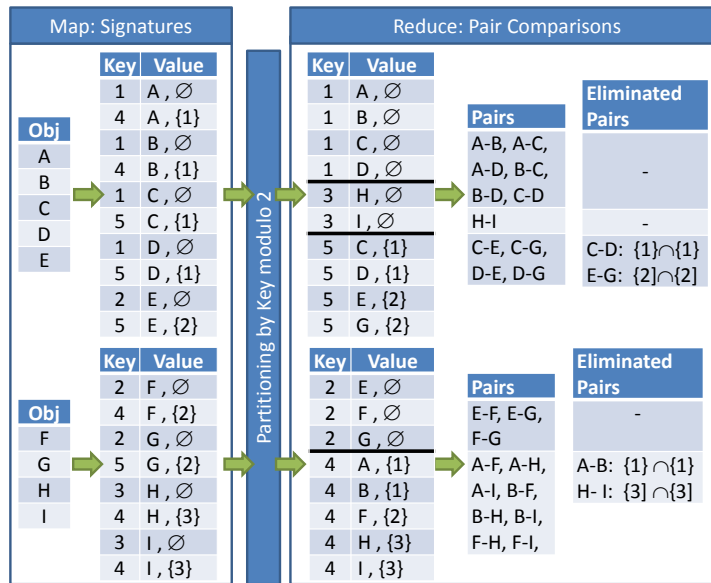 Map: Signatures
Obj
A
B
C
D
E
Key Value
1 A , ∅
4 A , {1}
1 B , ∅
4 B , {1}
1 C , ∅
5 C , {1}
1 D , ∅
5 D , {1}
2 E , ∅
5 E , {2}
Obj
F
G
H
I
Key Value
2 F , ∅
4 F , {2}
2 G , ∅
5 G , {2}
3 H , ∅
4 H , {3}
3 I , ∅
4 I , {3}
Partitioning by Key modulo 2
Reduce: Pair Comparisons
Key Value
1 A , ∅
1 B , ∅
1 C , ∅
1 D , ∅
3 H , ∅
3 I , ∅
5 C , {1}
5 D , {1}
5 E , {2}
5 G , {2}
Pairs
A-B, A-C,
A-D, B-C,
B-D, C-D
H-I
C-E, C-G,
D-E, D-G
Eliminated
Pairs
-
-
C-D: {1}∩{1}
E-G: {2]∩{2]
Key Value
2 E , ∅
2 F , ∅
2 G , ∅
4 A , {1}
4 B , {1}
4 F , {2}
4 H , {3}
4 I , {3}
Pairs
E-F, E-G,
F-G
A-F, A-H,
A-I, B-F,
B-H, B-I,
F-H, F-I,
Eliminated
Pairs
-
A-B: {1} ∩{1}
H- I: {3] ∩{3]